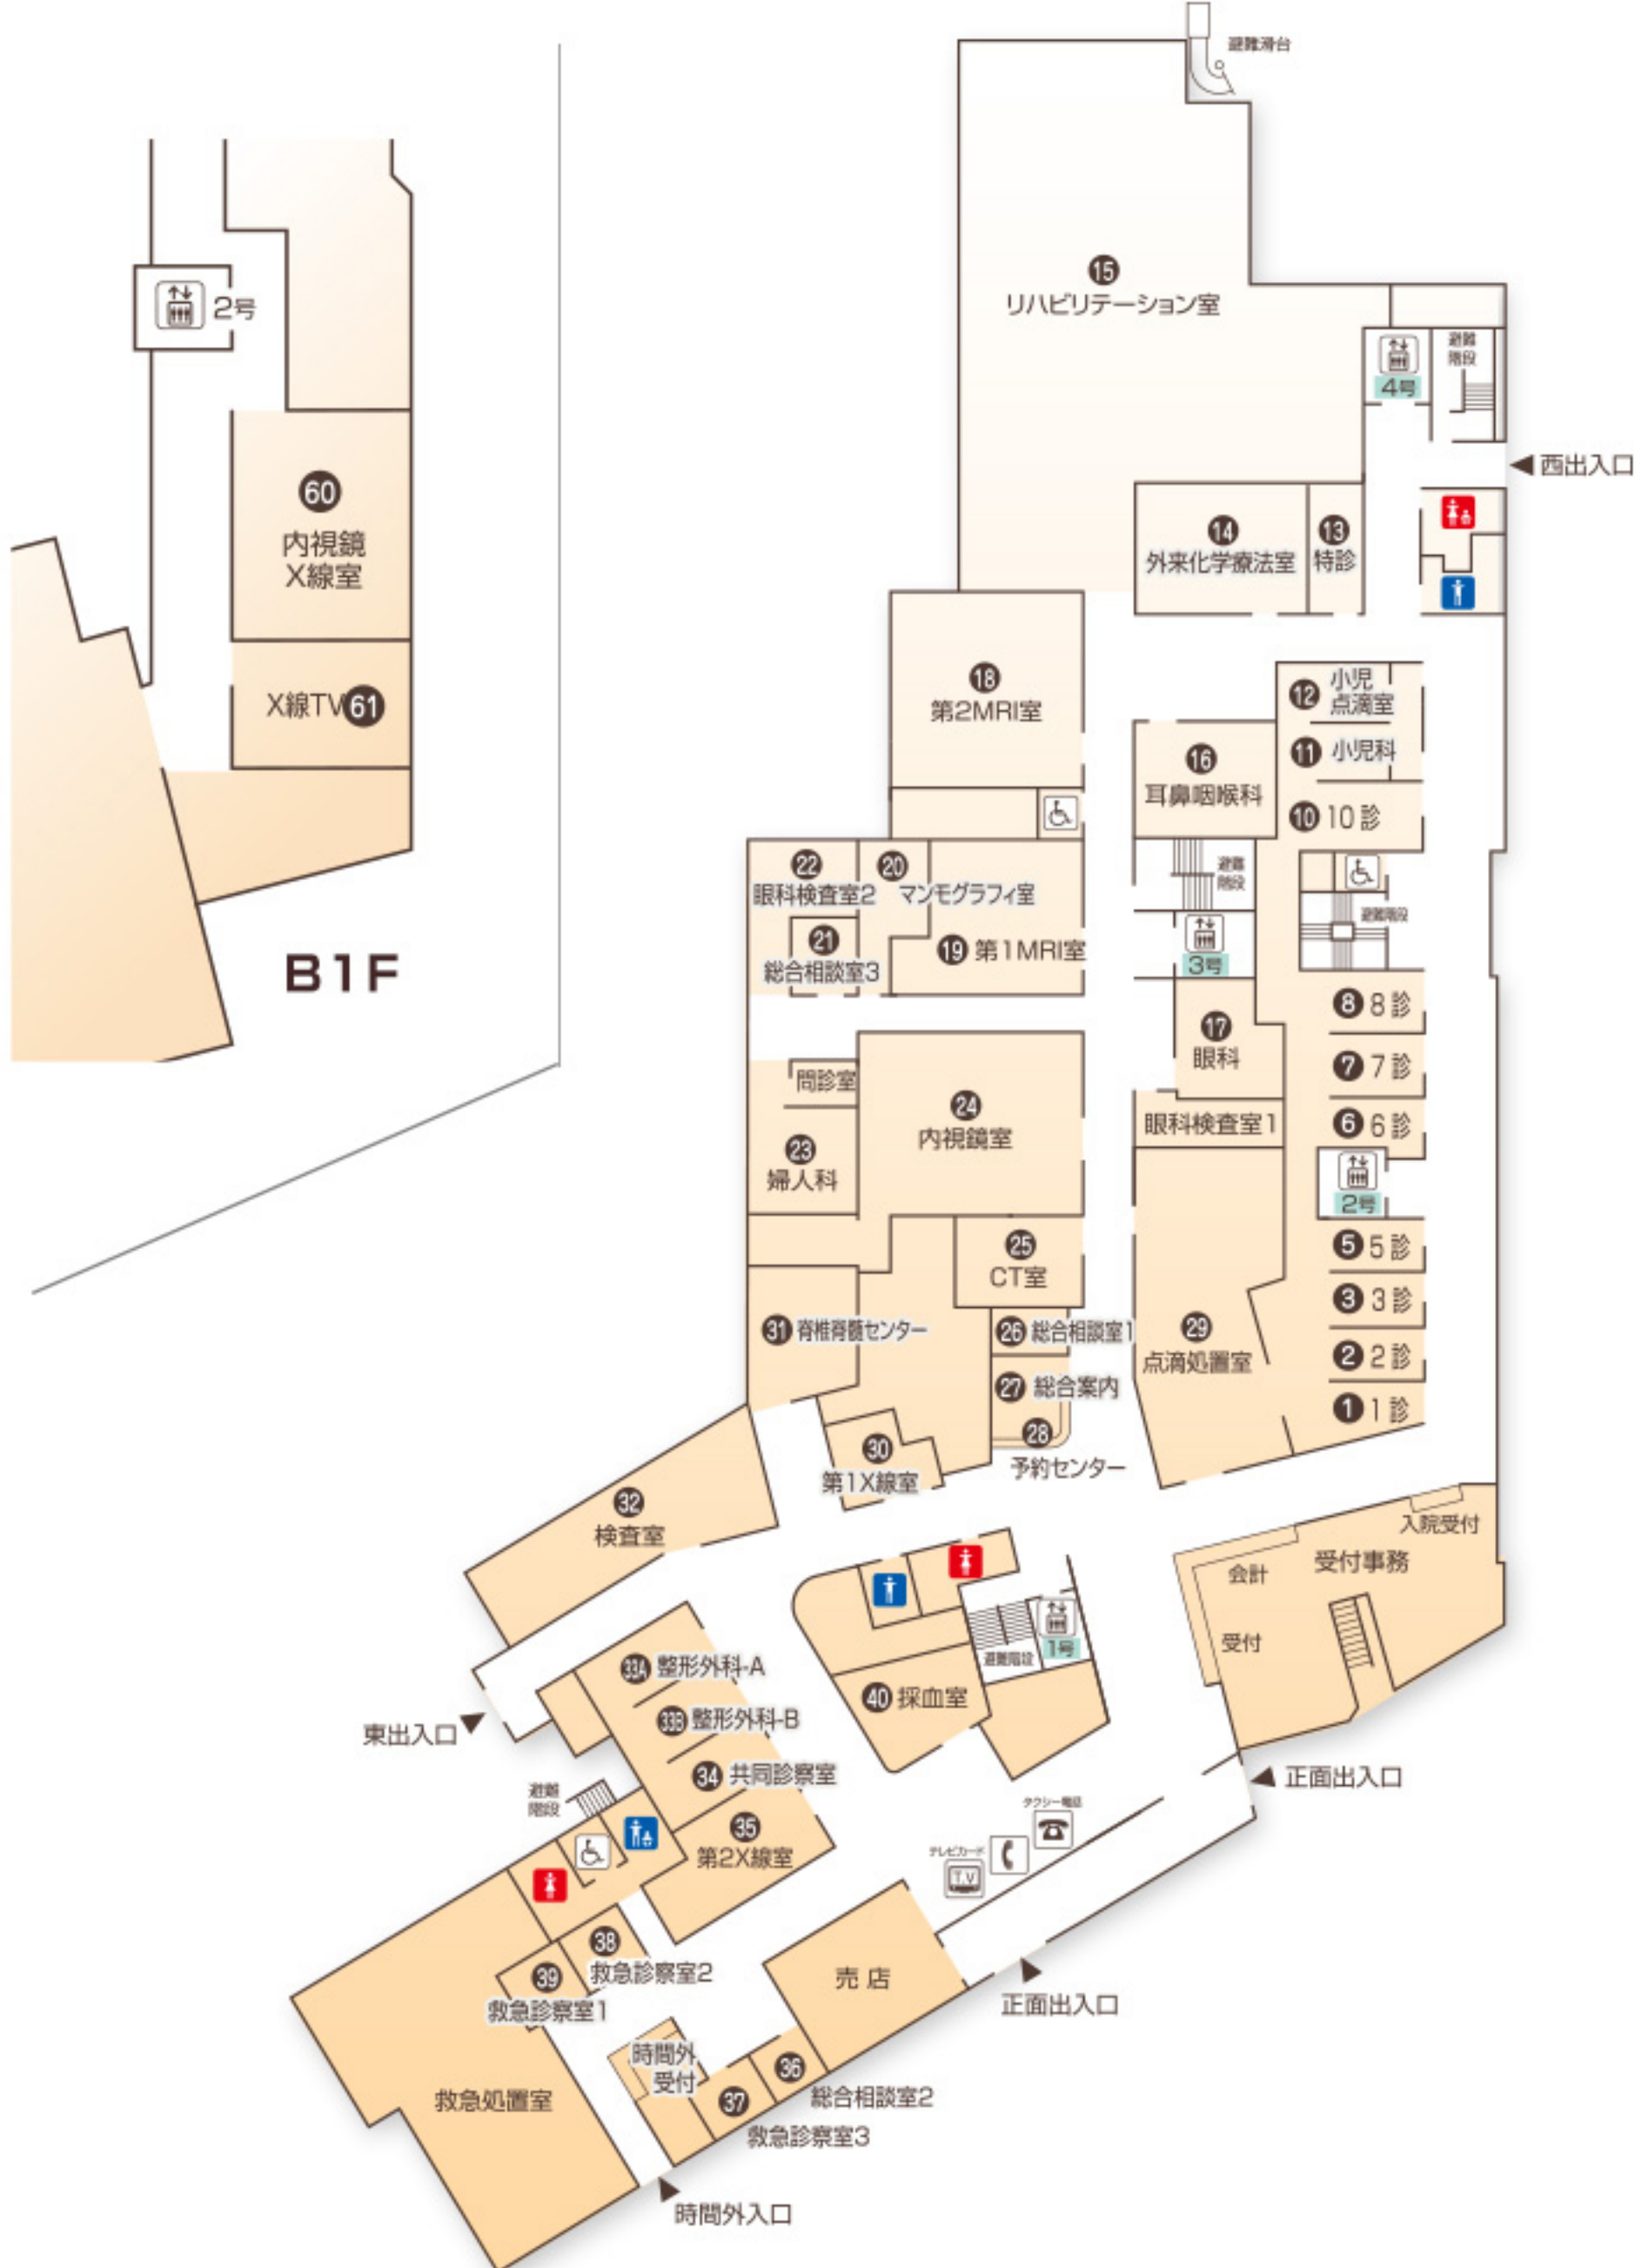 避難滑台
15
リハビリテーション室
4号
避難
階段
西出入口
14
外来化学療法室
13
特診
2号
60
内視鏡
X線室
X線TV 61
B1F
18
第2MRI室
12 小児
点滴室
11 小児科
10 10診
16
耳鼻咽喉科
避難
階段
3号
避難階段
22
眼科検査室2
20
マンモグラフィ室
21
総合相談室3
19 第1MRI室
8 8診
7 7診
6 6診
2号
5 5診
3 3診
2 2診
1 1診
17
眼科
眼科検査室1
問診室
23
婦人科
24
内視鏡室
25
CT室
26 総合相談室1
27 総合案内
28
予約センター
29
点滴処置室
31 脊椎脊髄センター
30
第1X線室
32
検査室
入院受付
受付事務
会計
受付
1号
避難階段
40 採血室
33A 整形外科-A
33B 整形外科-B
34 共同診察室
35
第2X線室
東出入口
避難
階段
正面出入口
タクシー電話
テレビカード
T.V
38
救急診察室2
39
救急診察室1
売店
正面出入口
時間外
受付
36
総合相談室2
37
救急診察室3
救急処置室
時間外入口